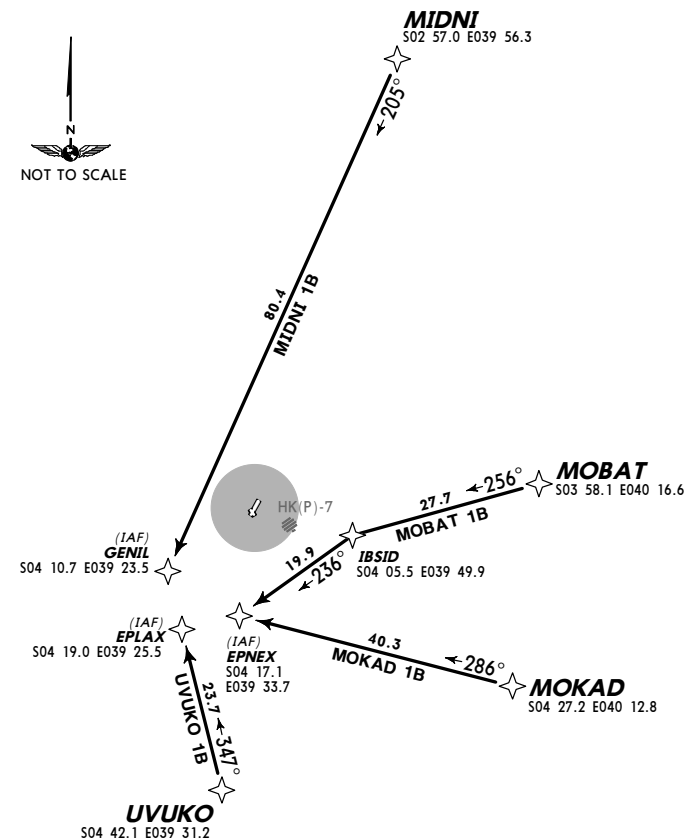 MIDNI
S02 57.0 E039 56.3
N
NOT TO SCALE
205°
80.4
MIDNI 1B
MOBAT
S03 58.1 E040 16.6
256°
27.7
MOBAT 1B
HK(P)-7
IBSID
S04 05.5 E039 49.9
19.9
236°
(IAF)
GENIL
S04 10.7 E039 23.5
(IAF)
EPLAX
S04 19.0 E039 25.5
(IAF)
EPNEX
S04 17.1
E039 33.7
40.3
286°
MOKAD 1B
MOKAD
S04 27.2 E040 12.8
23.7
347°
UVUKO 1B
UVUKO
S04 42.1 E039 31.2